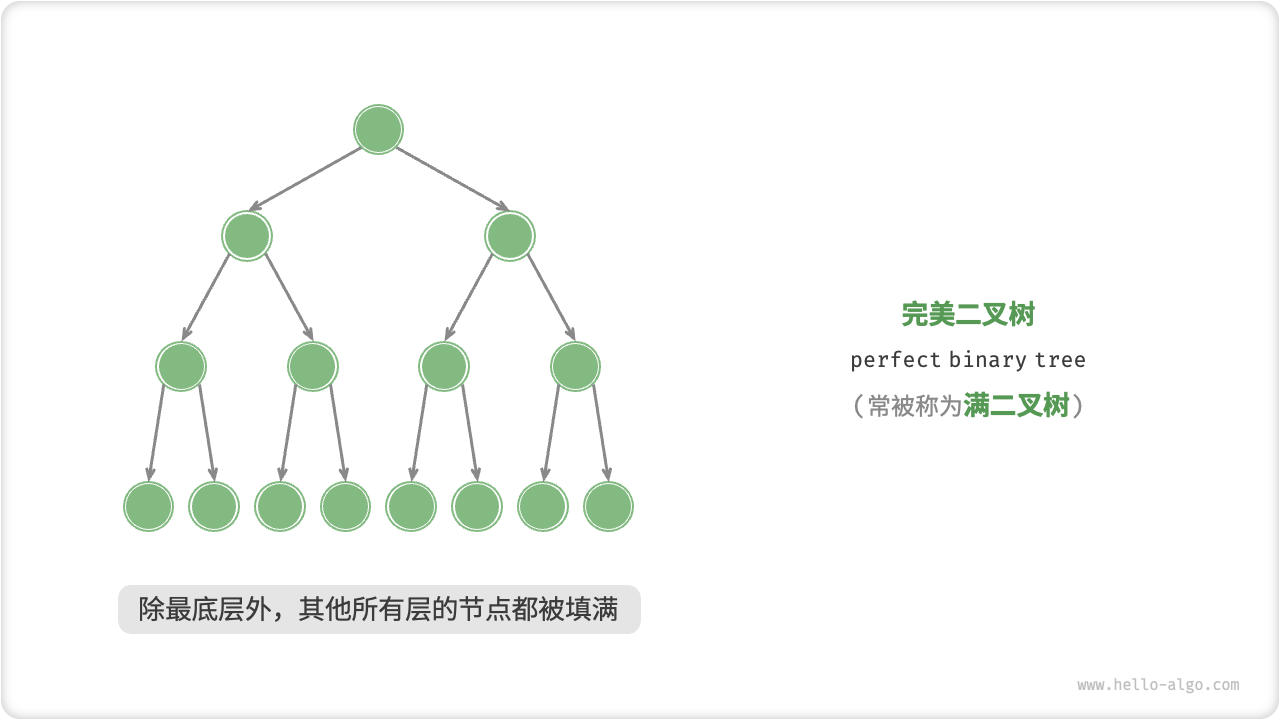 完美二叉树
perfect binary tree
（常被称为满二叉树）
除最底层外，其他所有层的节点都被填满
www.hello-algo.com